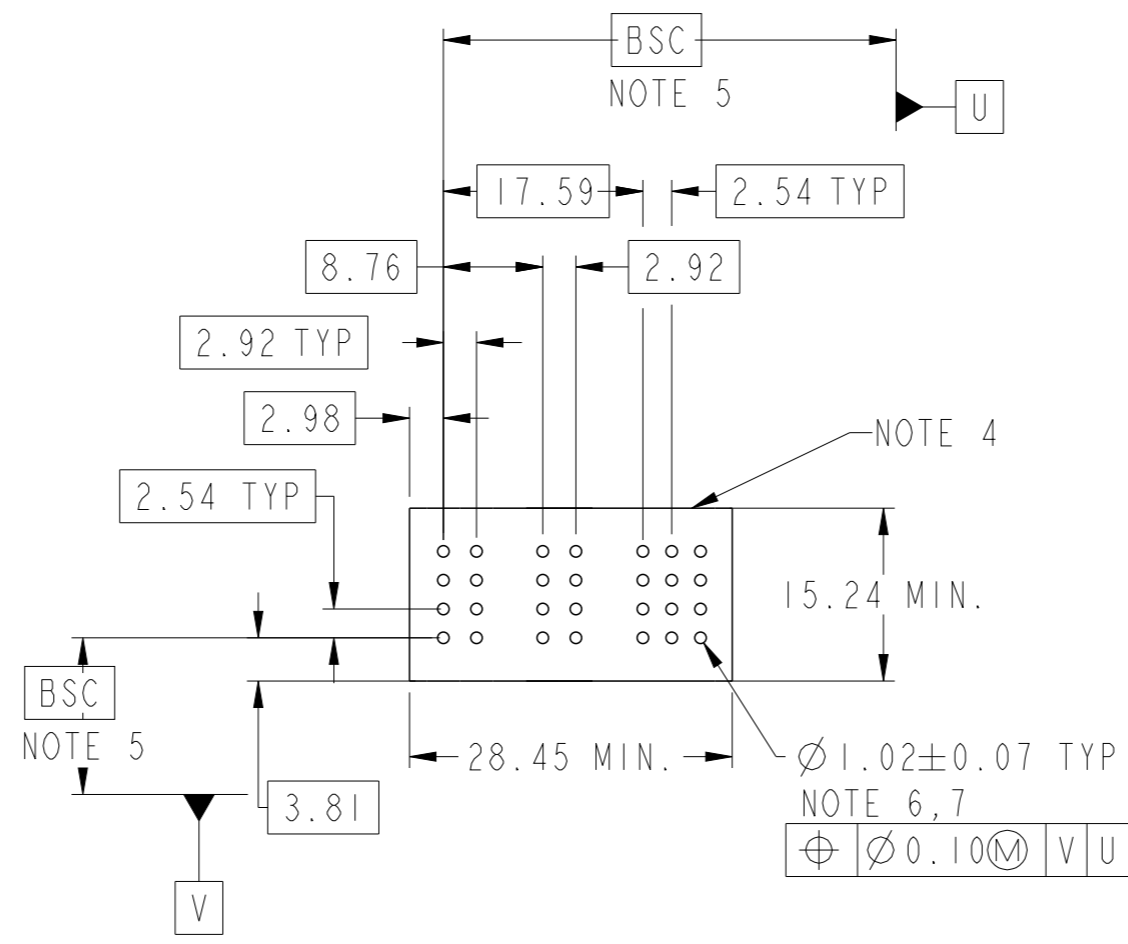 BSC
NOTE 5
U
17.59
2.54 TYP
8.76
2.92
2.92 TYP
2.98
NOTE 4
2.54 TYP
15.24 MIN.
BSC
NOTE 5
28.45 MIN.
Ø1.02±0.07 TYP
NOTE 6,7
3.81
⌖ Ø0.10Ⓜ V U
V